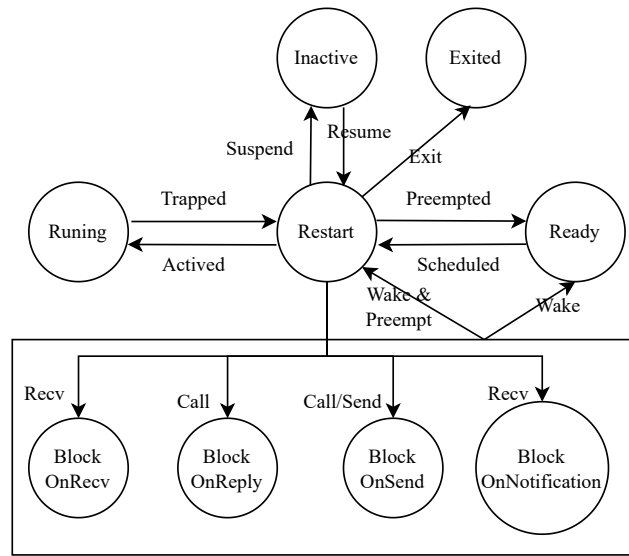 Inactive
Exited
Suspend
Resume
Exit
Trapped
Preempted
Runing
Restart
Ready
Actived
Scheduled
Wake &
Preempt
Wake
Recv
Call
Call/Send
Recv
Block
OnRecv
Block
OnReply
Block
OnSend
Block
OnNotification